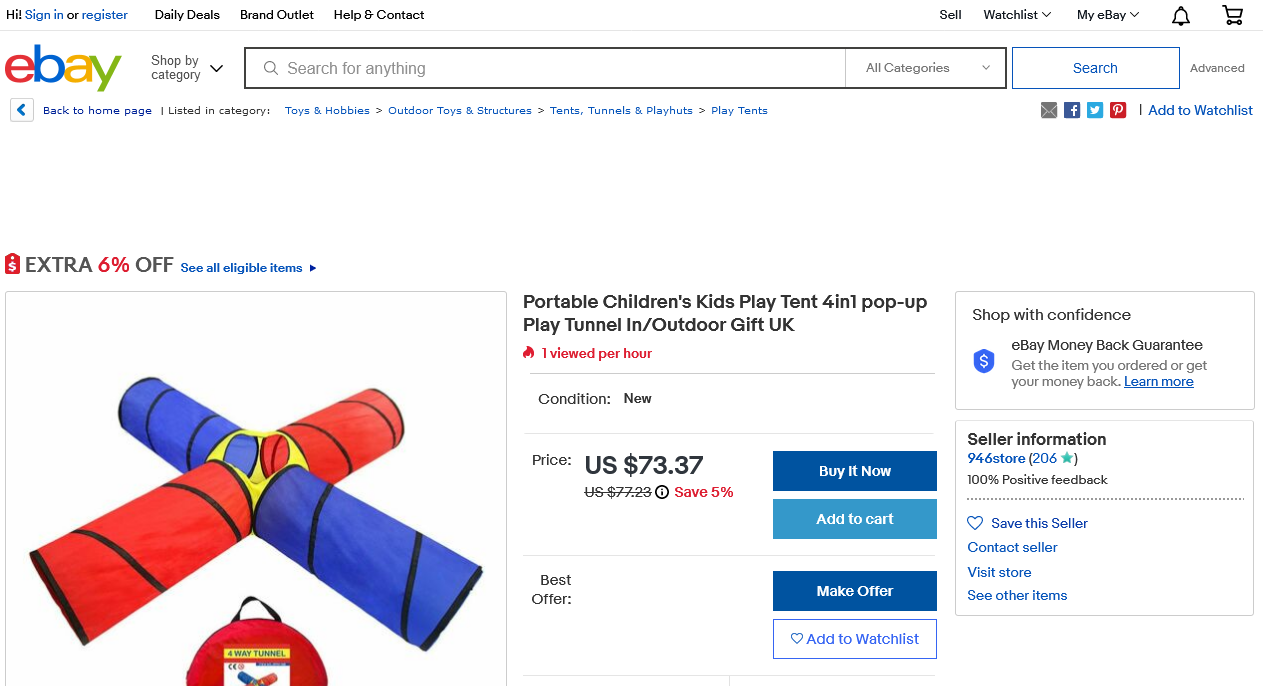 Hi! Sign in or register Daily Deals Brand Outlet Help & Contact Sell Watchlist My eBay
ebay
Shop by
category
Search for anything
All Categories
Search
Advanced
Back to home page | Listed in category: Toys & Hobbies > Outdoor Toys & Structures > Tents, Tunnels & Playhuts > Play Tents | Add to Watchlist
$ EXTRA 6% OFF See all eligible items
Portable Children's Kids Play Tent 4in1 pop-up
Play Tunnel In/Outdoor Gift UK
1 viewed per hour
Condition: New
Price: US $73.37
US $77.23 Save 5%
Buy It Now
Add to cart
Best
Offer:
Make Offer
Add to Watchlist
4 WAY TUNNEL
CE
Shop with confidence
eBay Money Back Guarantee
Get the item you ordered or get
your money back. Learn more
Seller information
946store (206)
100% Positive feedback
Save this Seller
Contact seller
Visit store
See other items